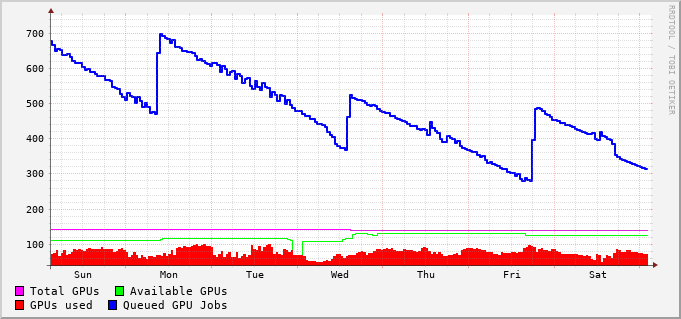 RRDTOOL / TOBI OETIKER
700
600
500
400
300
200
100
Sun Mon Tue Wed Thu Fri Sat
Total GPUs Available GPUs
GPUs used Queued GPU Jobs